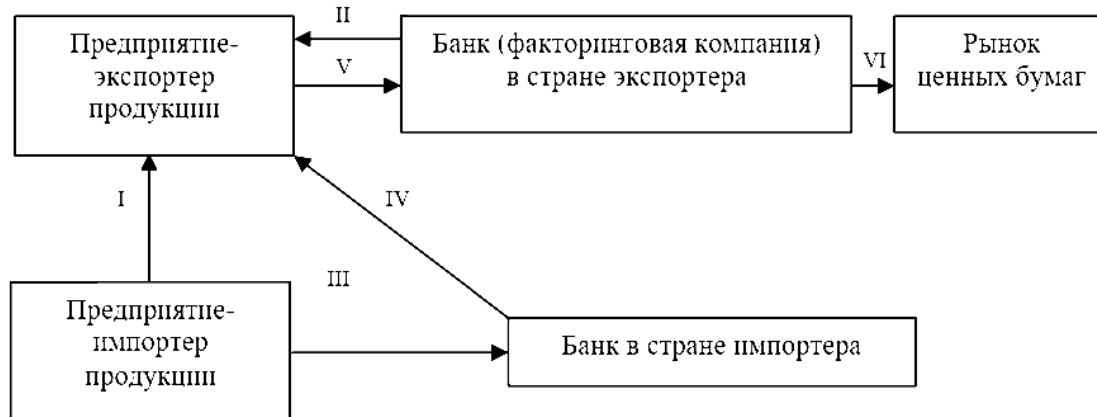 II
Предприятие-
экспортер
продукции
V
Банк (факторинговая компания)
в стране экспортера
VI
Рынок
ценных бумаг
I
IV
III
Предприятие-
импортер
продукции
Банк в стране импортера